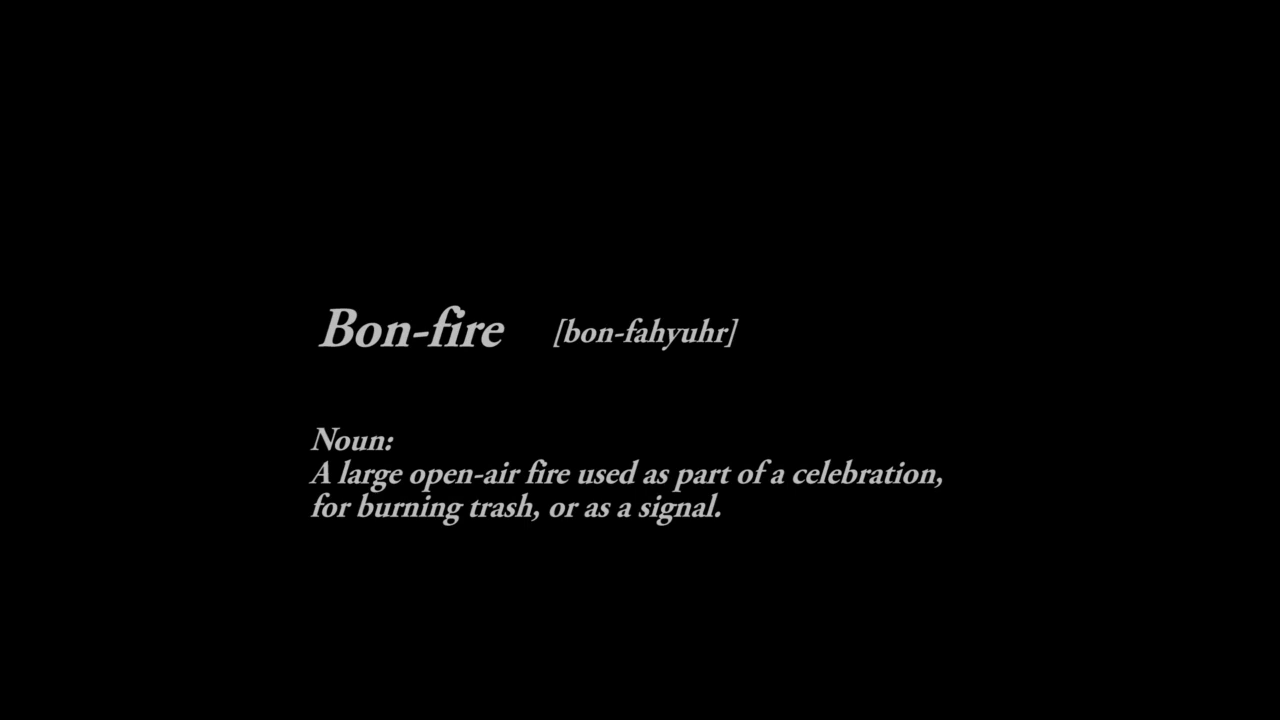 Bon-fire [bon-fahyuhr]
Noun:
A large open-air fire used as part of a celebration,
for burning trash, or as a signal.